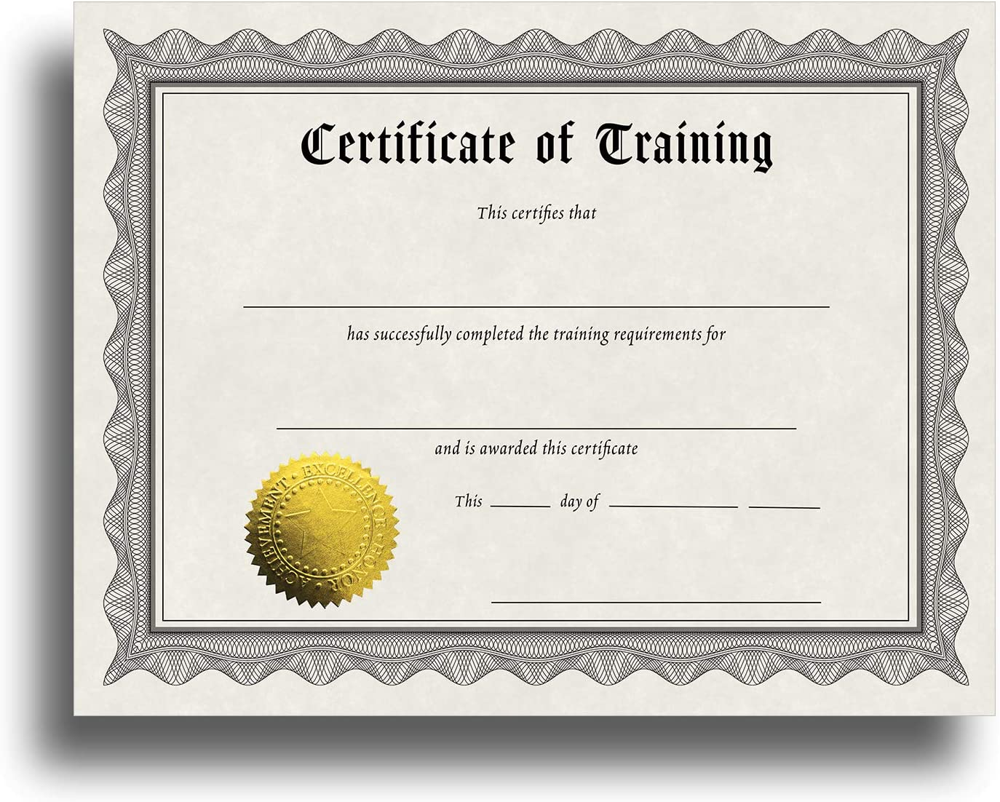 Certificate of Training
This certifies that
has successfully completed the training requirements for
and is awarded this certificate
This day of
ACHIEVEMENT · EXCELLENCE · HONOR ·